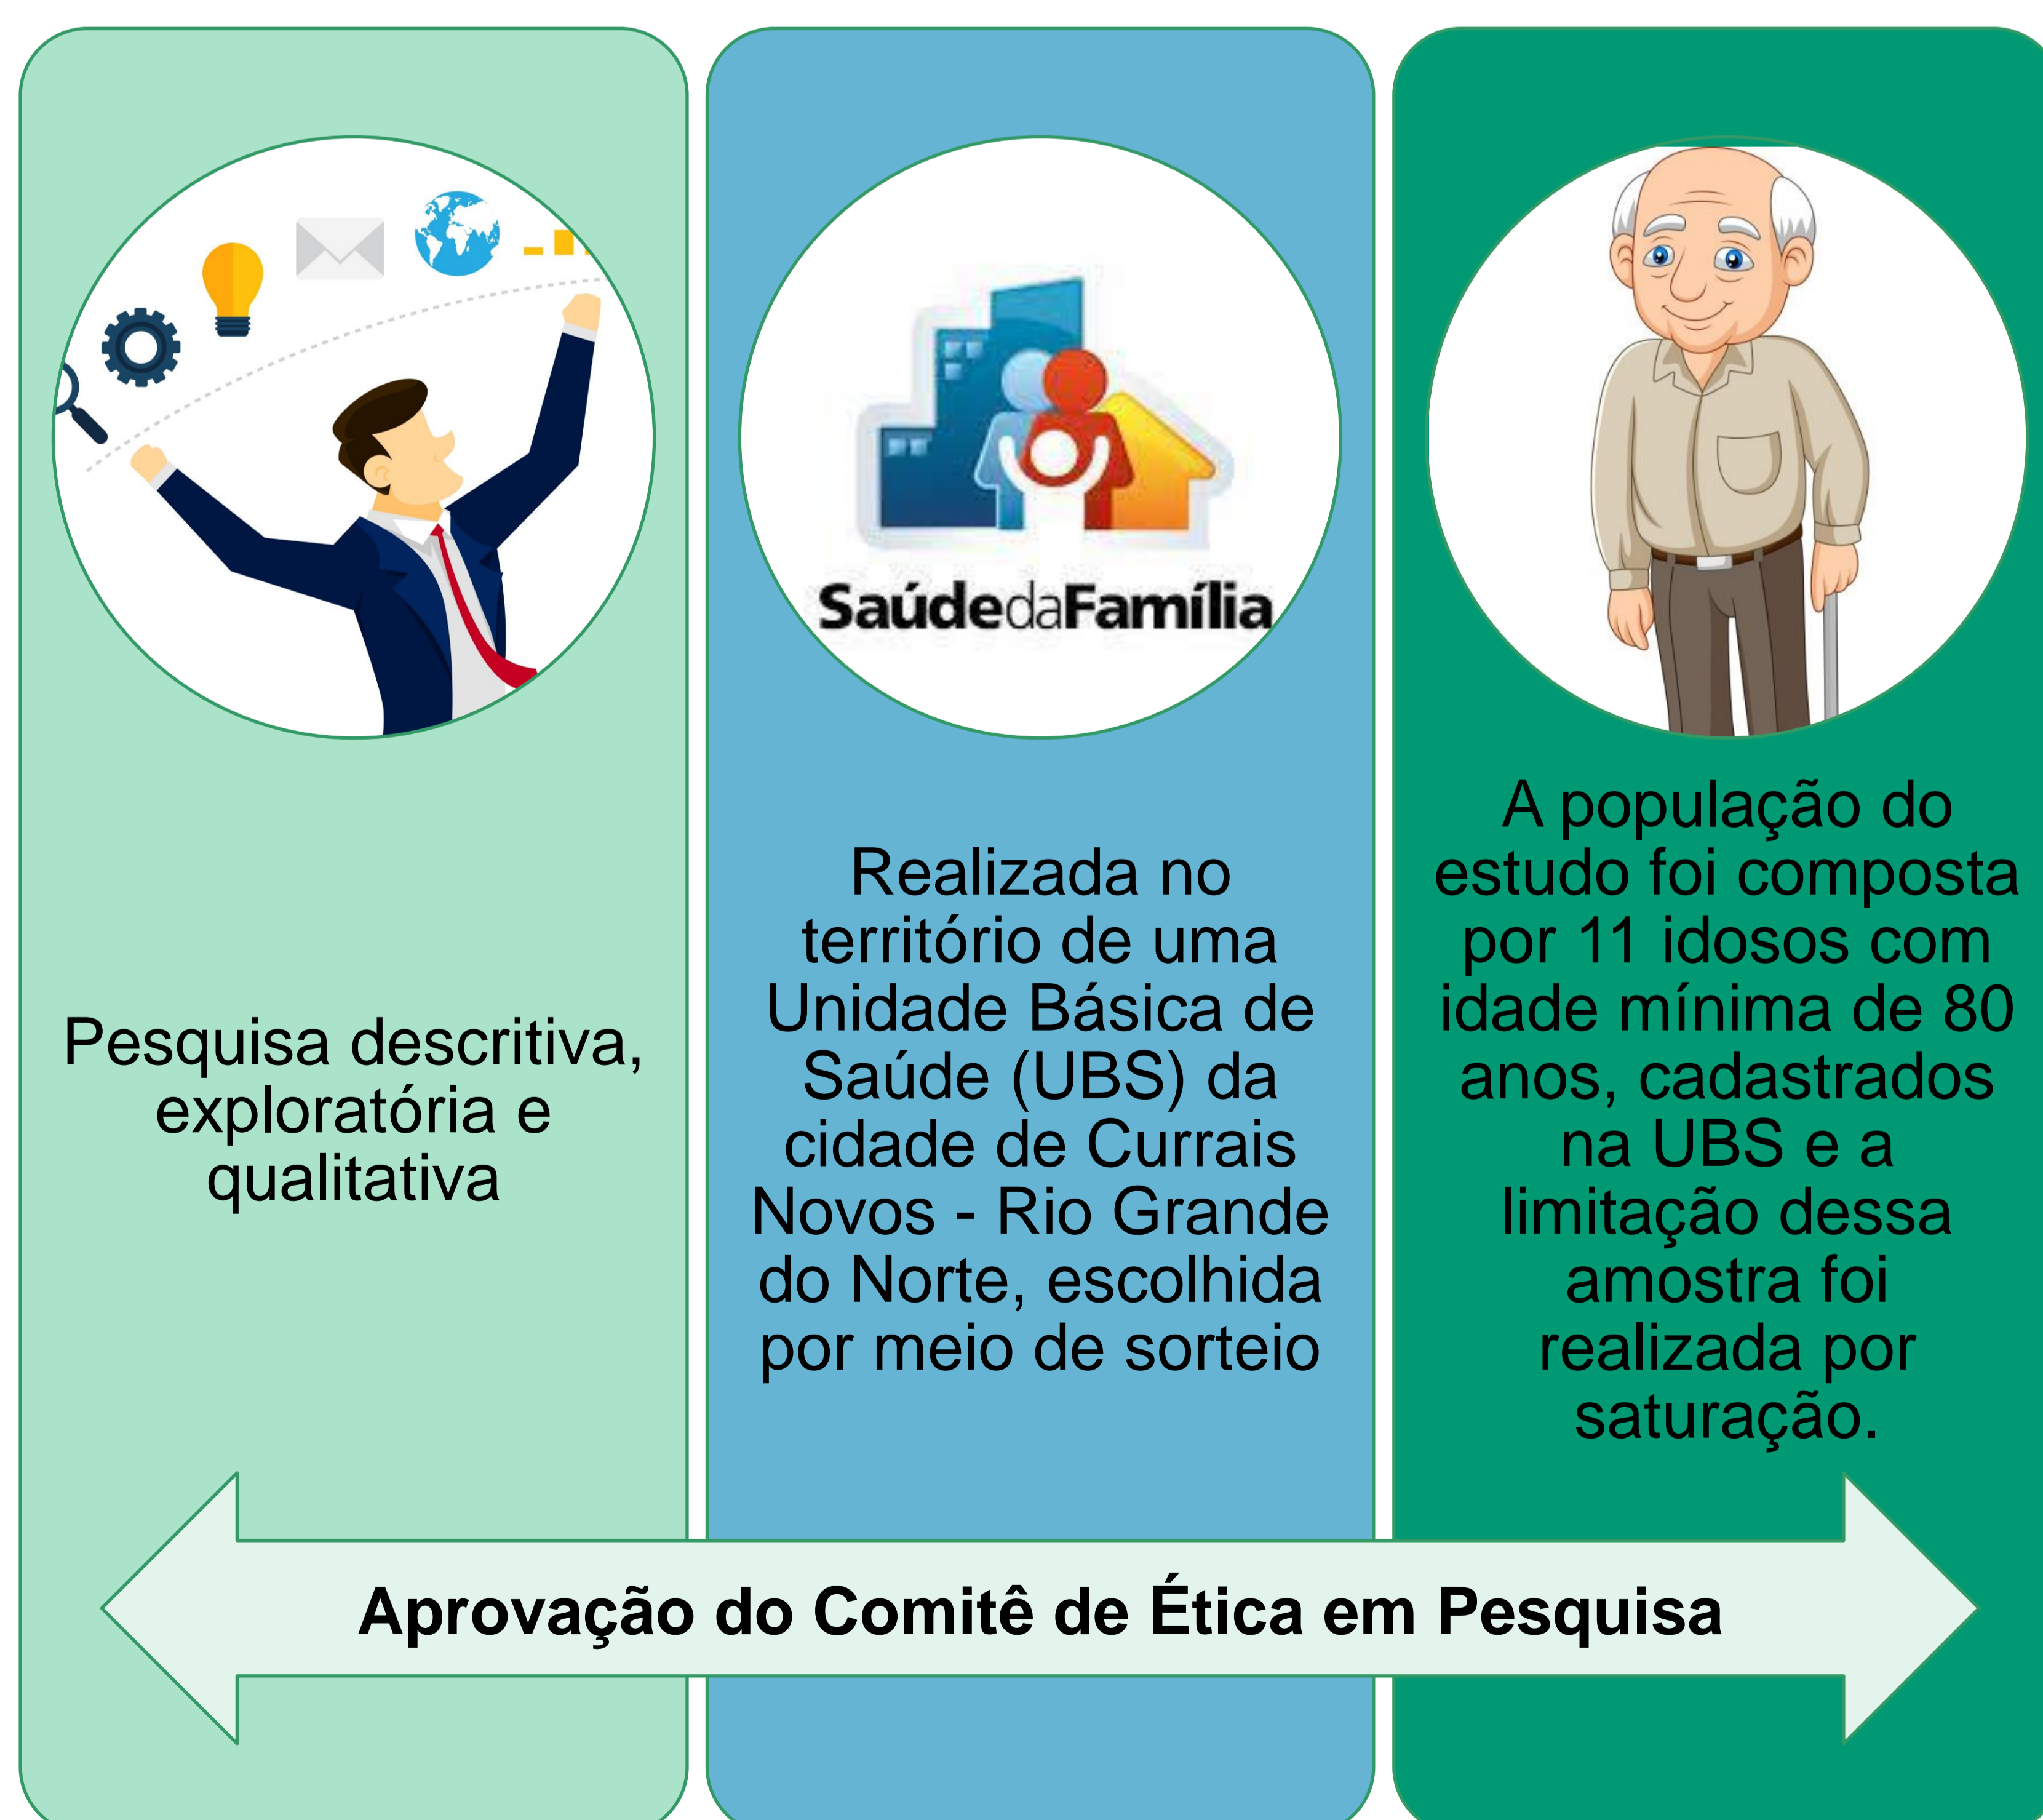 SaúdedaFamília
Pesquisa descritiva,
exploratória e
qualitativa
Realizada no
território de uma
Unidade Básica de
Saúde (UBS) da
cidade de Currais
Novos - Rio Grande
do Norte, escolhida
por meio de sorteio
A população do
estudo foi composta
por 11 idosos com
idade mínima de 80
anos, cadastrados
na UBS e a
limitação dessa
amostra foi
realizada por
saturação.
Aprovação do Comitê de Ética em Pesquisa